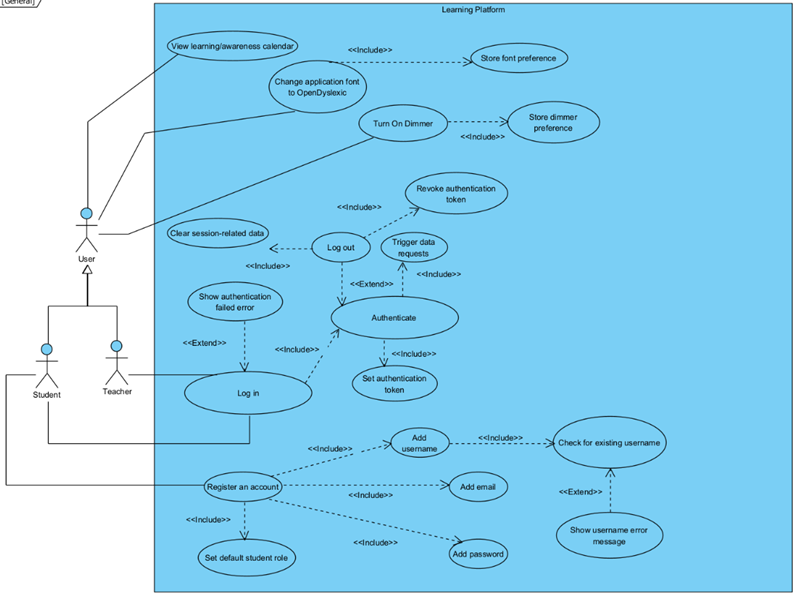 [General]
Learning Platform
View learning/awareness calendar
<<Include>>
Store font preference
Change application font
to OpenDyslexic
Turn On Dimmer
<<Include>>
Store dimmer
preference
Revoke authentication
token
<<Include>>
Clear session-related data
Log out
Trigger data
requests
<<Include>>
<<Include>>
<<Extend>>
User
Show authentication
failed error
Authenticate
<<Extend>>
<<Include>>
<<Include>>
Set authentication
token
Student
Teacher
Log in
Add
username
<<Include>>
<<Include>>
Check for existing username
Register an account
<<Include>>
Add email
<<Extend>>
<<Include>>
<<Include>>
Show username error
message
Set default student role
Add password